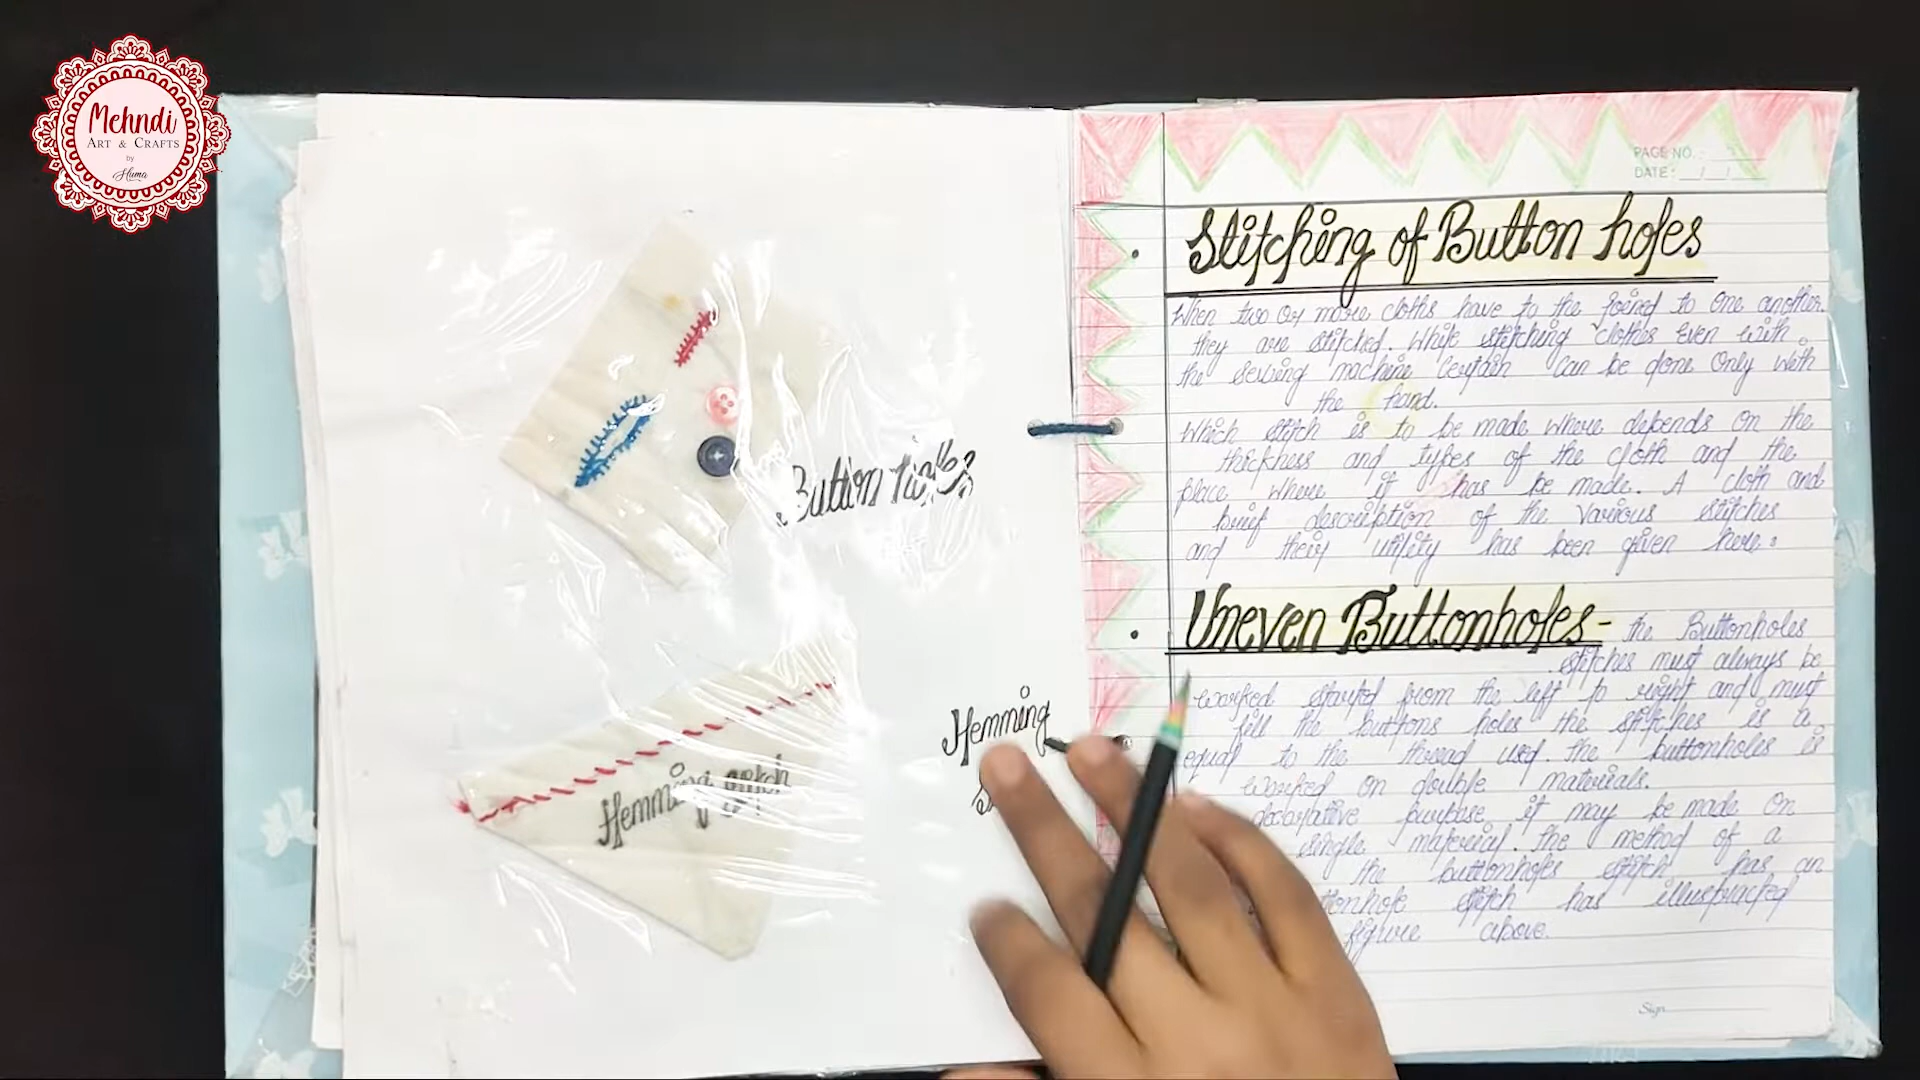 Mehndi
ART & CRAFTS
by
Huma
Button
Hemming stitch
Hemming
PAGE NO.:
DATE: __/__/__
Stitching of Button holes
When two or more cloths have to the joined to one another.
they are stitched. While stitching clothes Even with
the sewing machine Certain Can be done only with
the hand.
Which stitch is to be made where depends on the
thickness and types of the cloth and the
place where it has be made. A cloth and
brief description of the various stitches
and their utility has been given here.
Uneven Buttonholes- the Buttonholes
stitches must always be
worked started from the left to right and must
fill the buttons holes the stitches is a
equal to the thread used. the buttonholes is
worked on double materials.
decorative purpose it may be made on
single material. the method of a
the buttonholes stitch has an
stitch has illustracted
figure above.
Sign